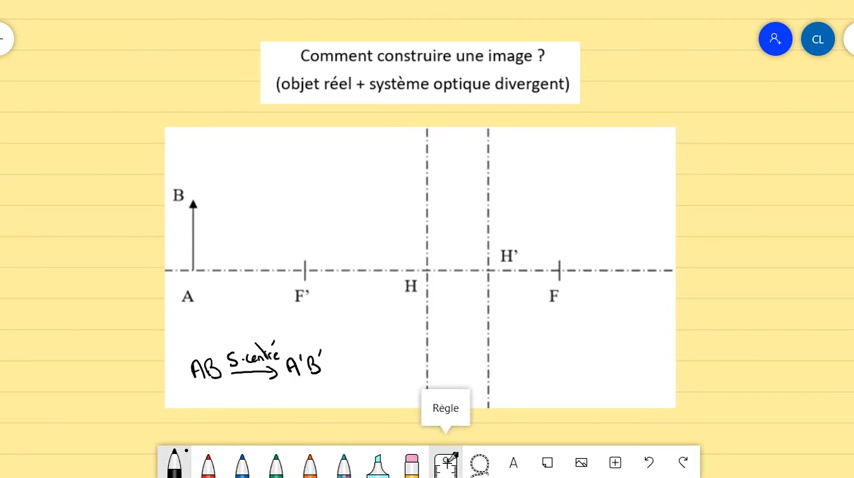 CL
Comment construire une image ?
(objet réel + système optique divergent)
B
H'
A
F'
H
F
AB S.centré → A'B'
Règle
A